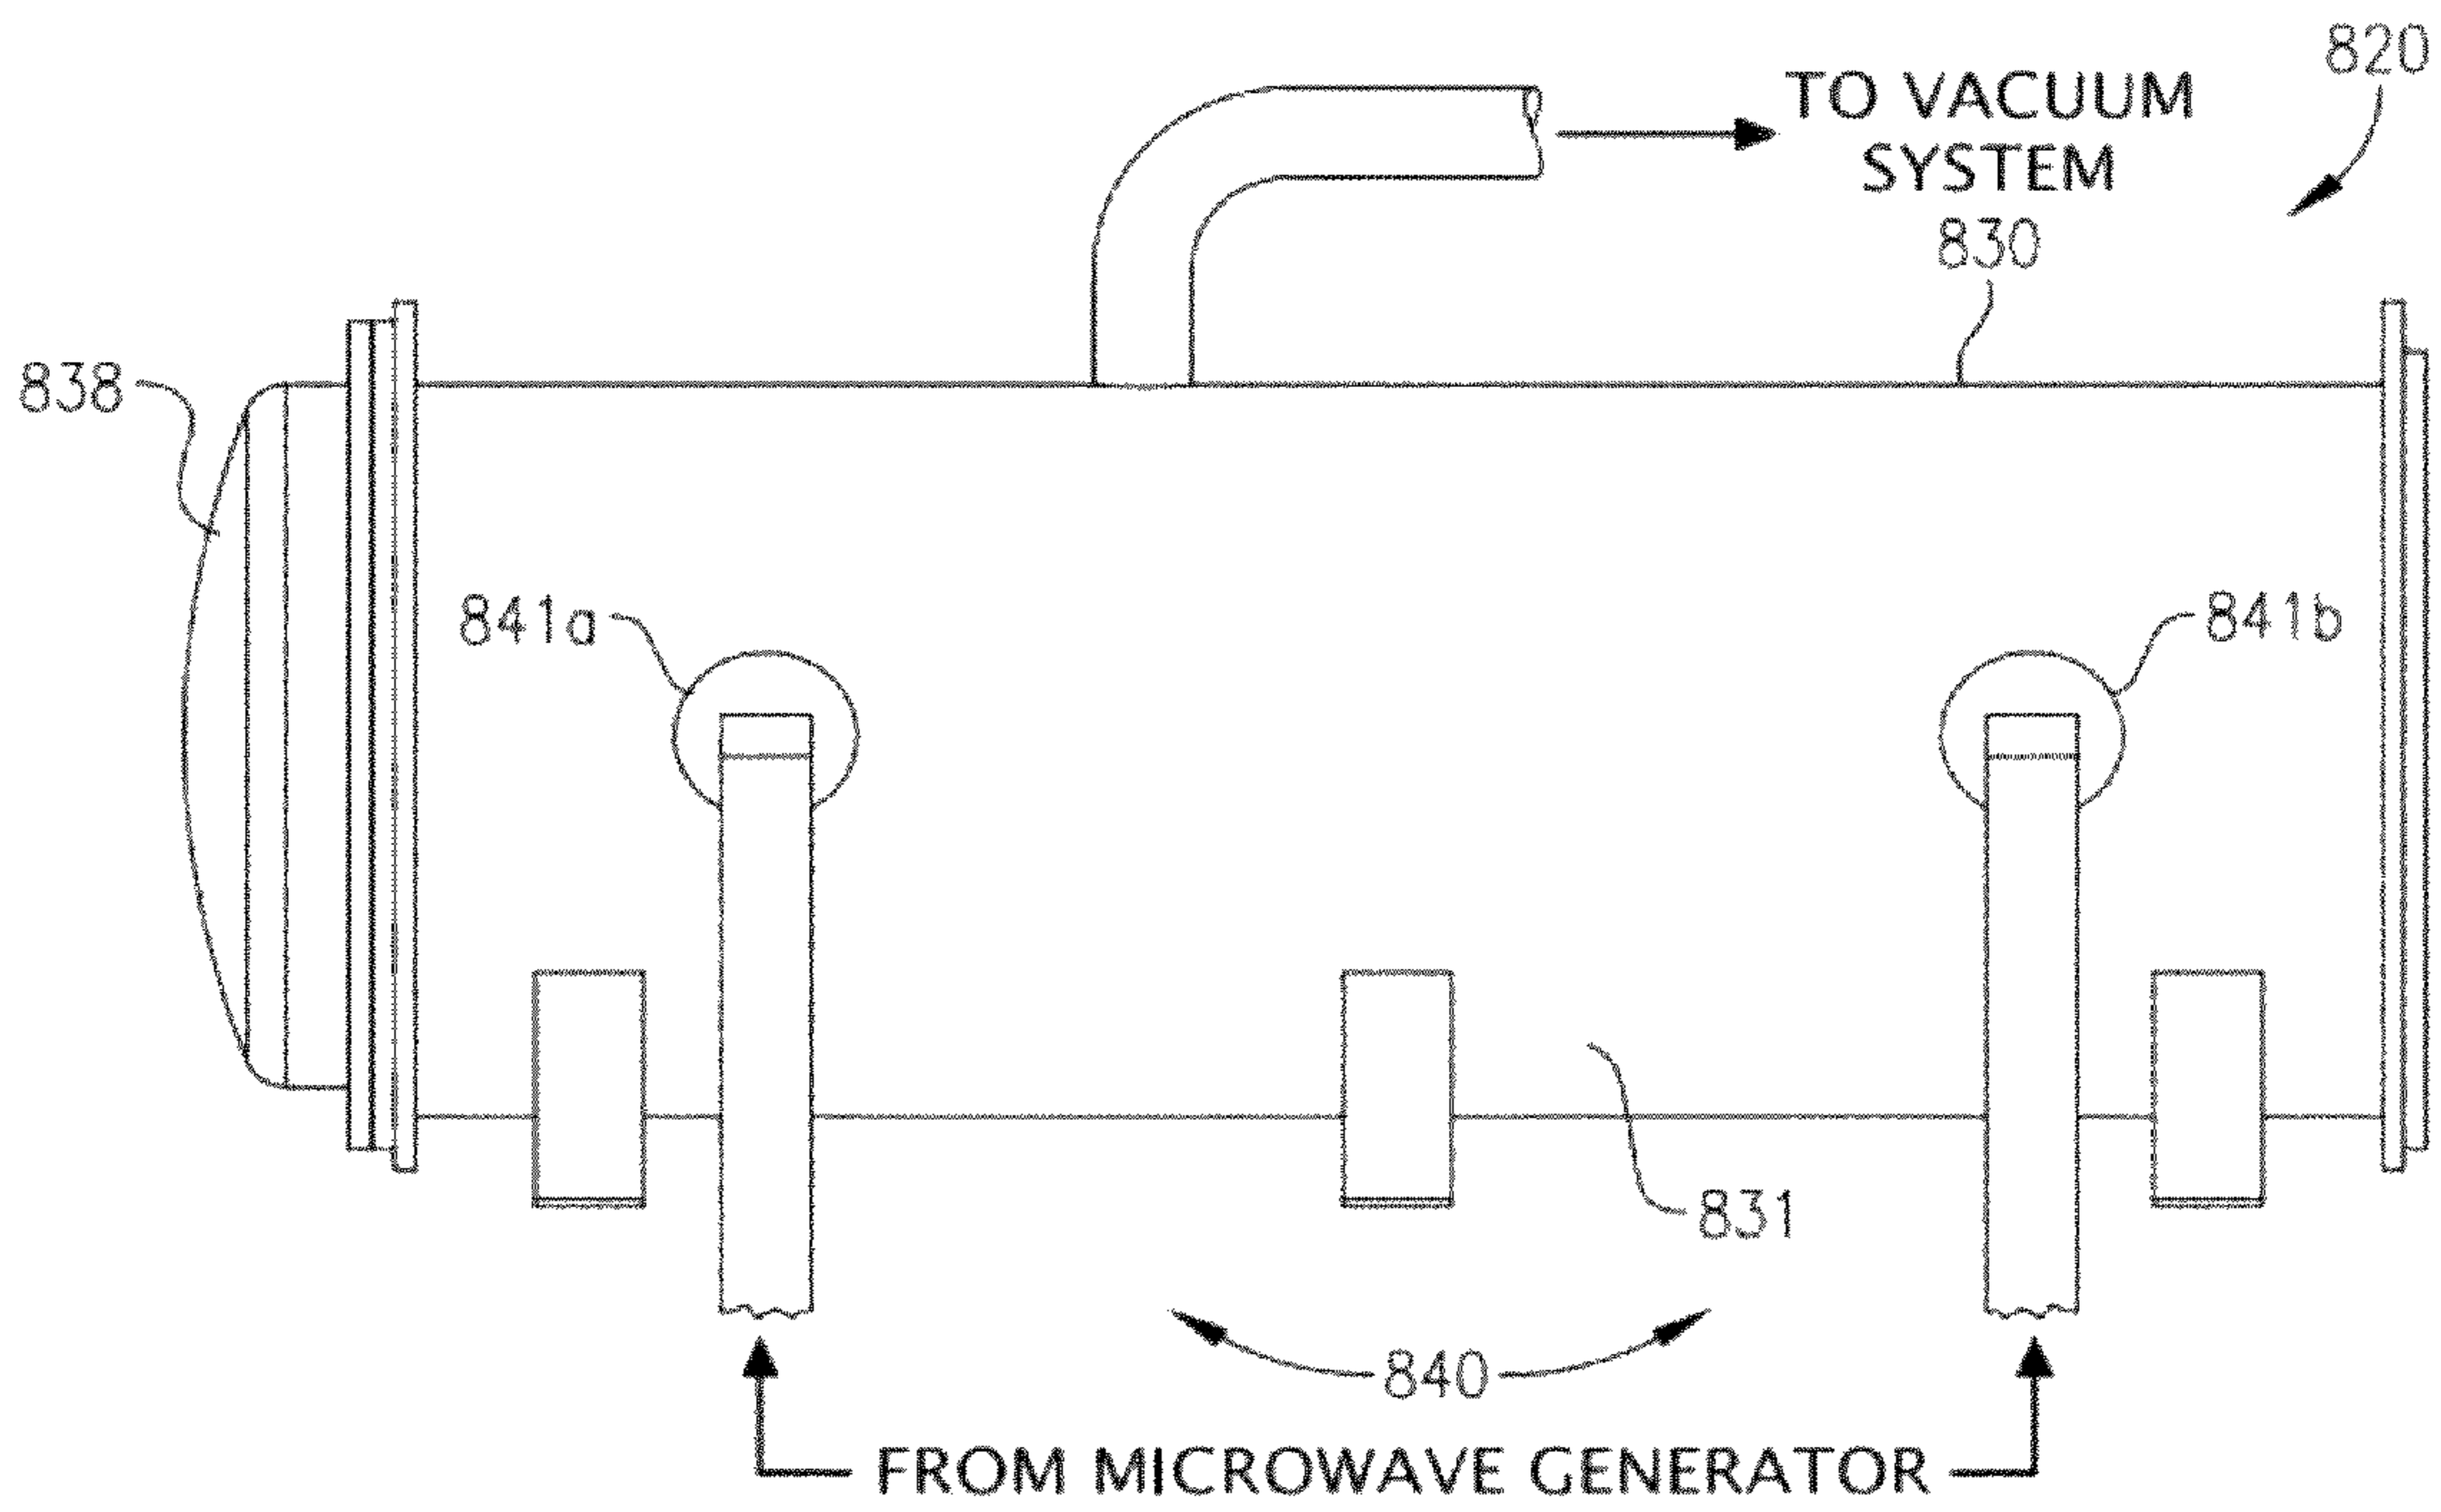 820
TO VACUUM
SYSTEM
830
838
841a
841b
831
840
FROM MICROWAVE GENERATOR